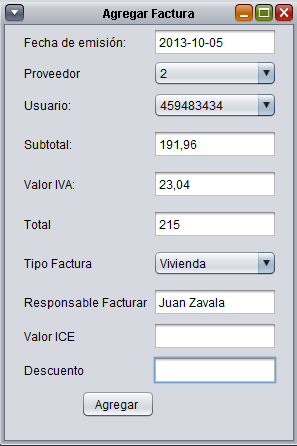 Agregar Factura
Fecha de emisión: 2013-10-05
Proveedor 2
Usuario: 459483434
Subtotal: 191,96
Valor IVA: 23,04
Total 215
Tipo Factura Vivienda
Responsable Facturar Juan Zavala
Valor ICE
Descuento
Agregar